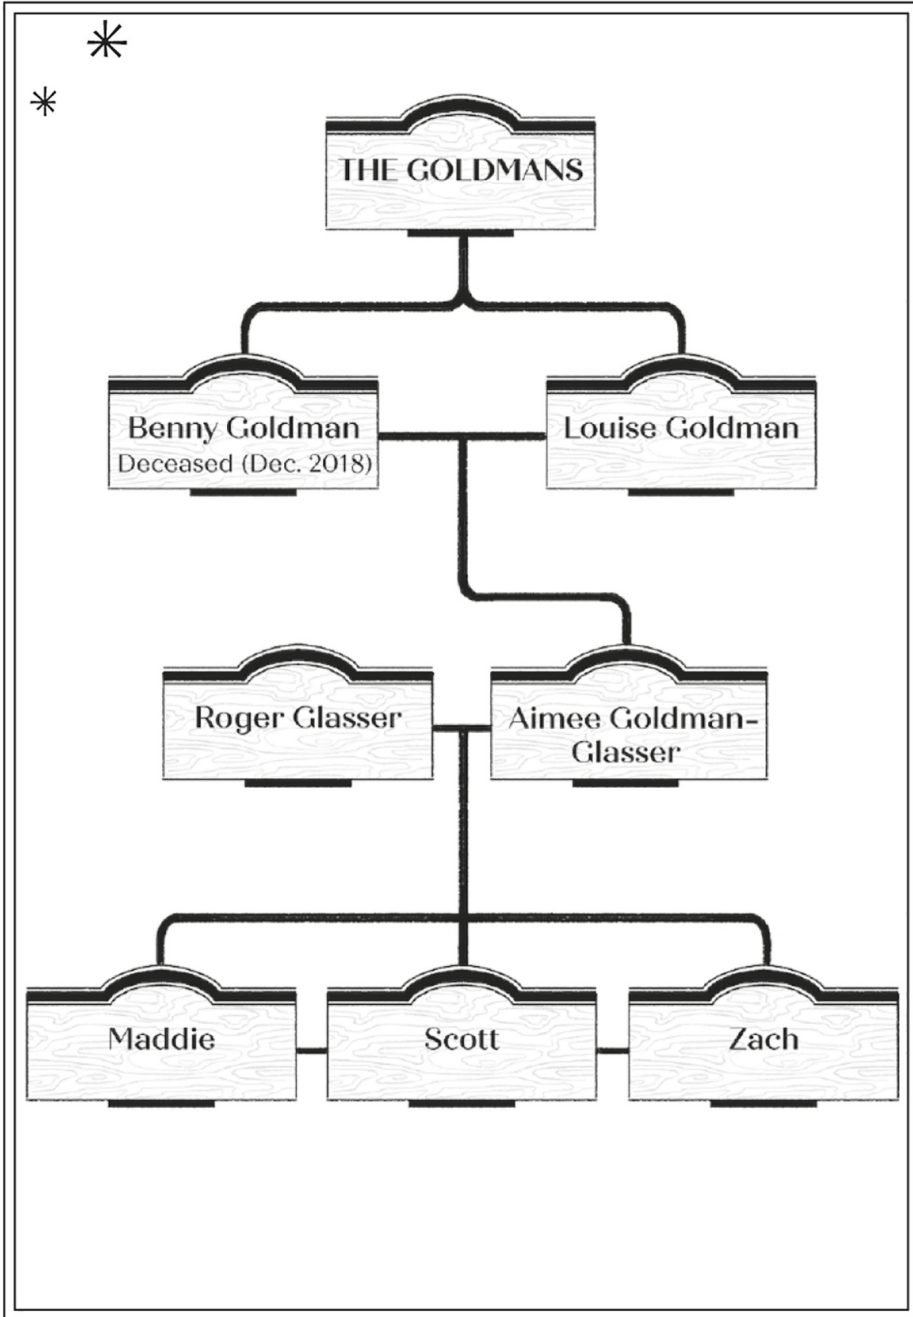 THE GOLDMANS
Benny Goldman
Deceased (Dec. 2018)
Louise Goldman
Roger Glasser
Aimee Goldman-
Glasser
Maddie
Scott
Zach